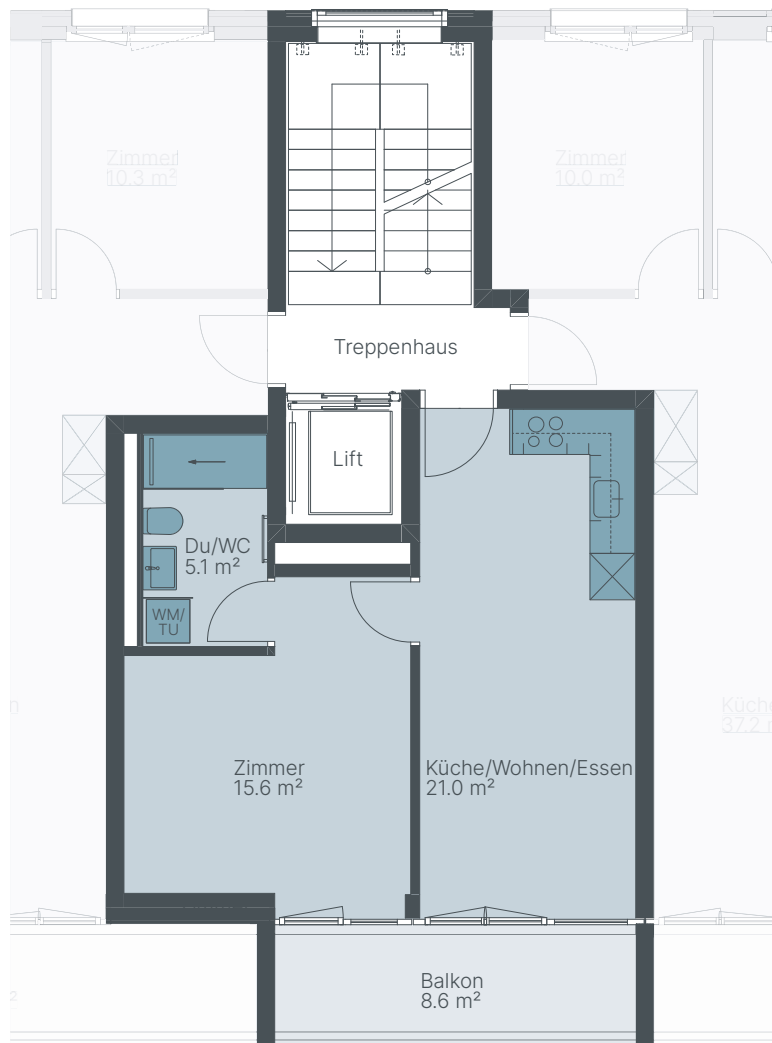 Zimmer
10.3 m²
Zimmer
10.0 m²
Treppenhaus
Lift
Du/WC
5.1 m²
WM/
TU
Zimmer
15.6 m²
Küche/Wohnen/Essen
21.0 m²
Balkon
8.6 m²